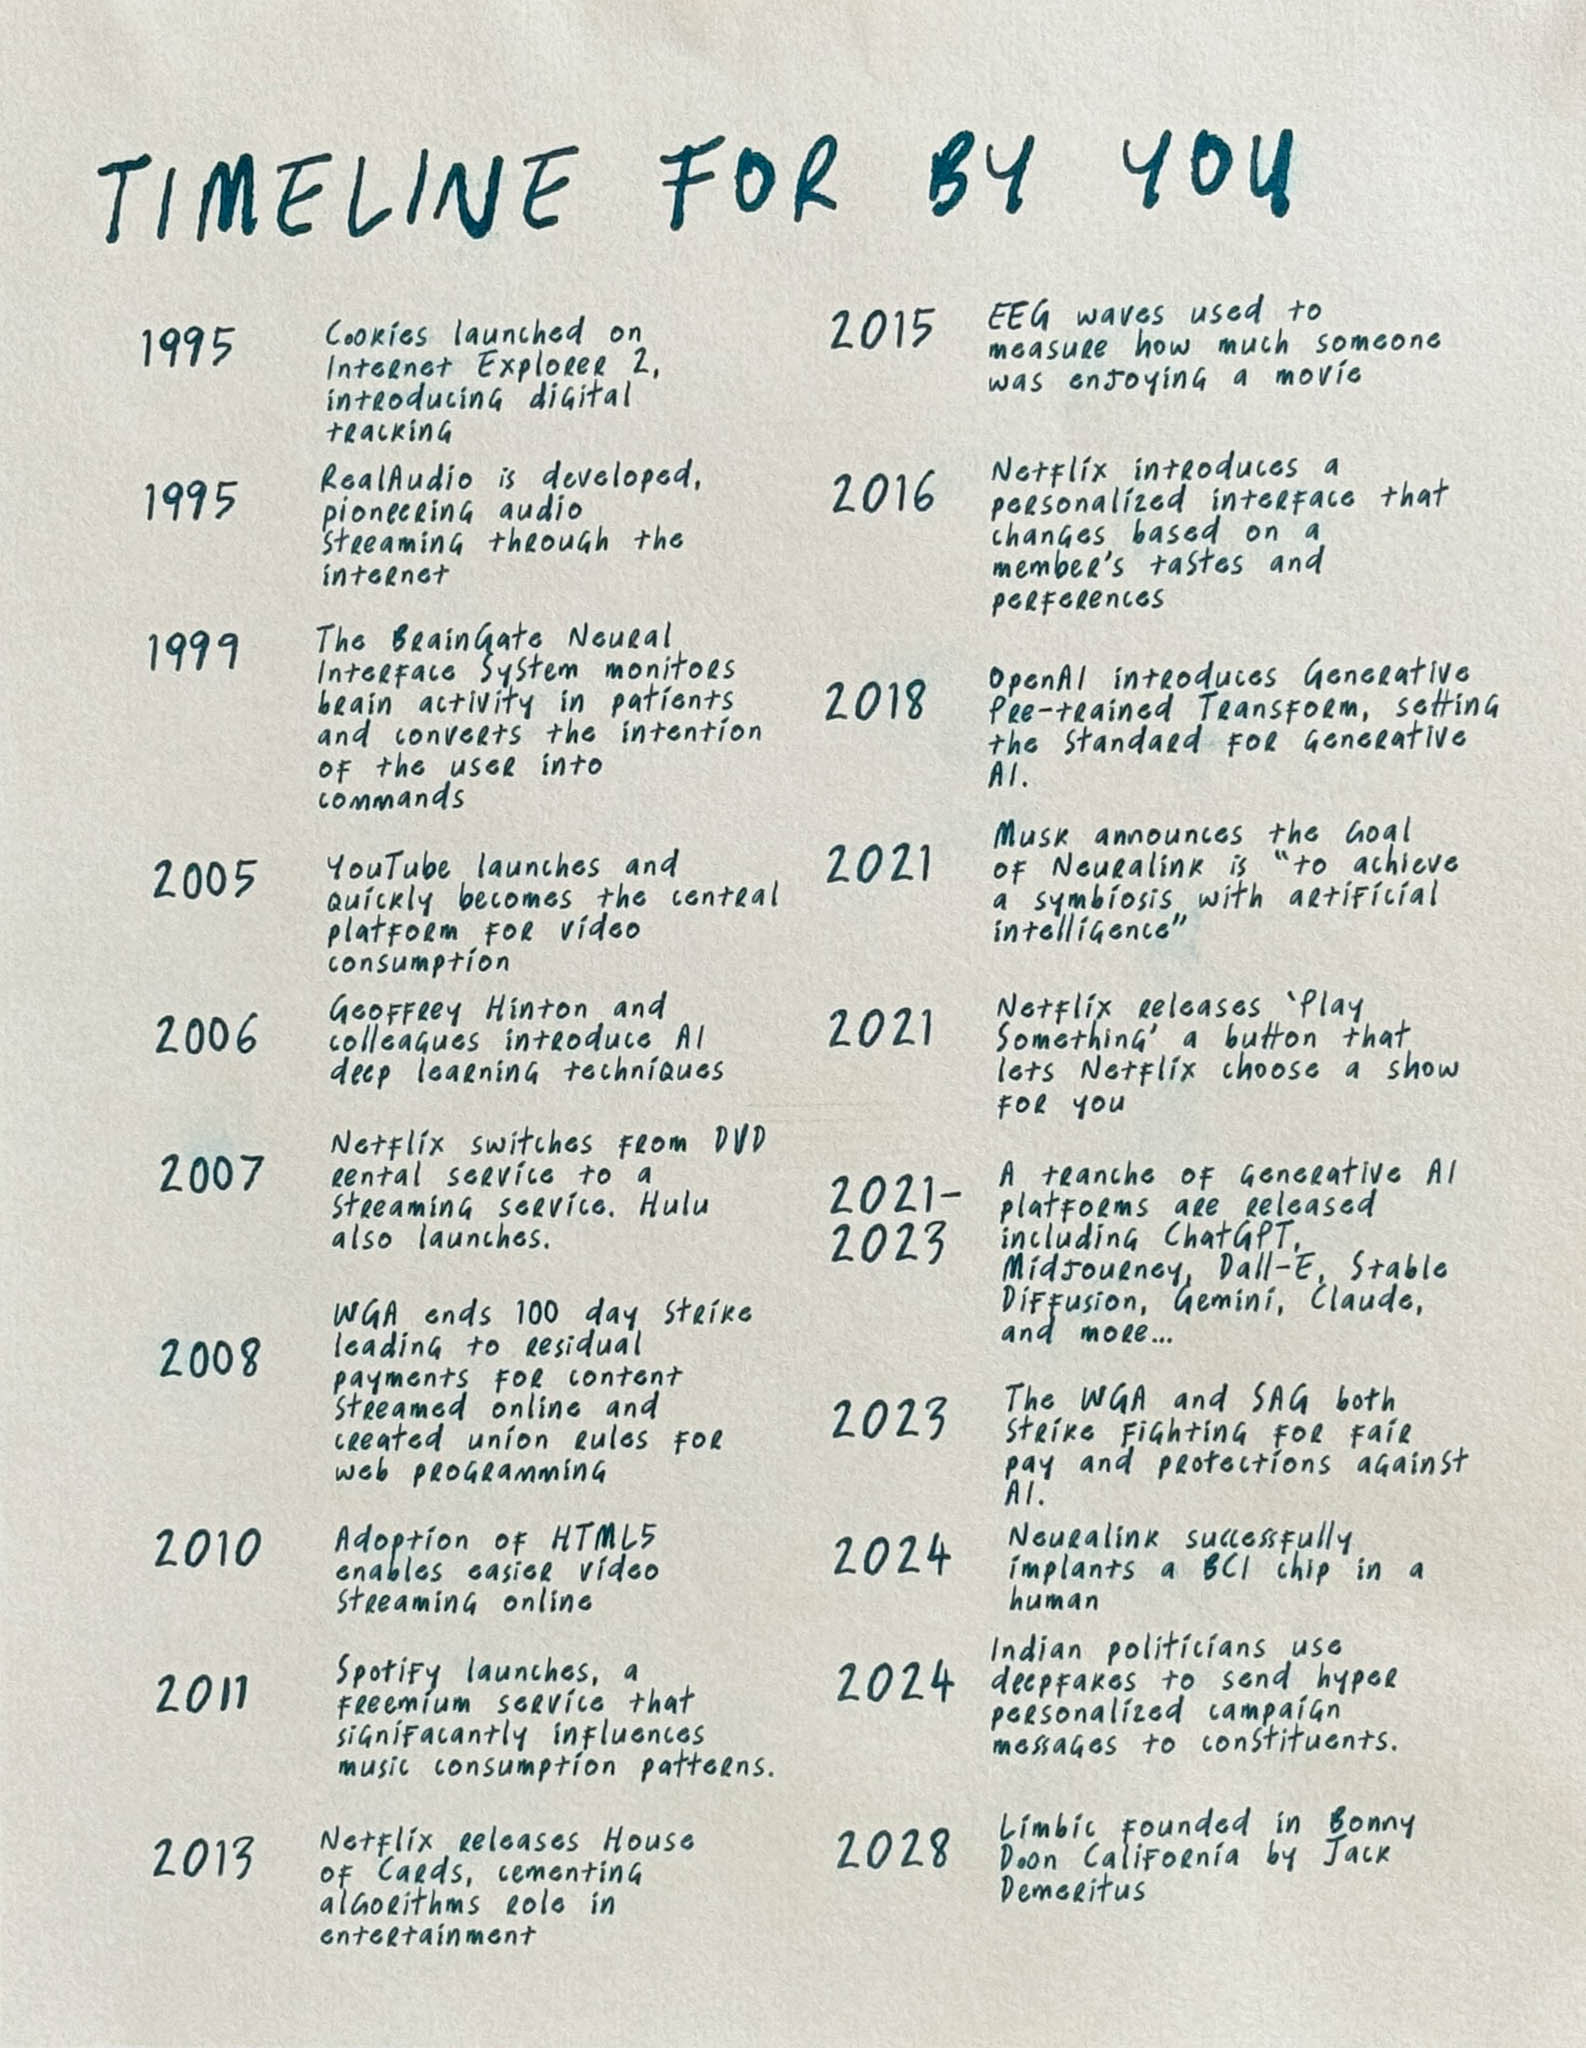 TIMELINE FOR BY YOU
1995
Cookies launched on
Internet Explorer 2,
introducing digital
tracking
1995
RealAudio is developed,
pioneering audio
streaming through the
internet
1999
The BrainGate Neural
Interface System monitors
brain activity in patients
and converts the intention
of the user into
commands
2005
YouTube launches and
quickly becomes the central
platform for video
consumption
2006
Geoffrey Hinton and
colleagues introduce AI
deep learning techniques
2007
Netflix switches from DVD
rental service to a
streaming service. Hulu
also launches.
2008
WGA ends 100 day strike
leading to residual
payments for content
streamed online and
created union rules for
web programming
2010
Adoption of HTML5
enables easier video
streaming online
2011
Spotify launches, a
freemium service that
signifacantly influences
music consumption patterns.
2013
Netflix releases House
of Cards, cementing
algorithms role in
entertainment
2015
EEG waves used to
measure how much someone
was enjoying a movie
2016
Netflix introduces a
personalized interface that
changes based on a
member's tastes and
perferences
2018
OpenAI introduces Generative
Pre-trained Transform, setting
the standard for generative
AI.
2021
Musk announces the goal
of Neuralink is "to achieve
a symbiosis with artificial
intelligence"
2021
Netflix releases 'Play
Something' a button that
lets Netflix choose a show
for you
2021-
2023
A tranche of generative AI
platforms are released
including ChatGPT,
Midjourney, Dall-E, Stable
Diffusion, Gemini, Claude,
and more...
2023
The WGA and SAG both
strike fighting for fair
pay and protections against
AI.
2024
Neuralink successfully
implants a BCI chip in a
human
2024
Indian politicians use
deepfakes to send hyper
personalized campaign
messages to constituents.
2028
Limbic founded in Bonny
Doon California by Jack
Demeritus